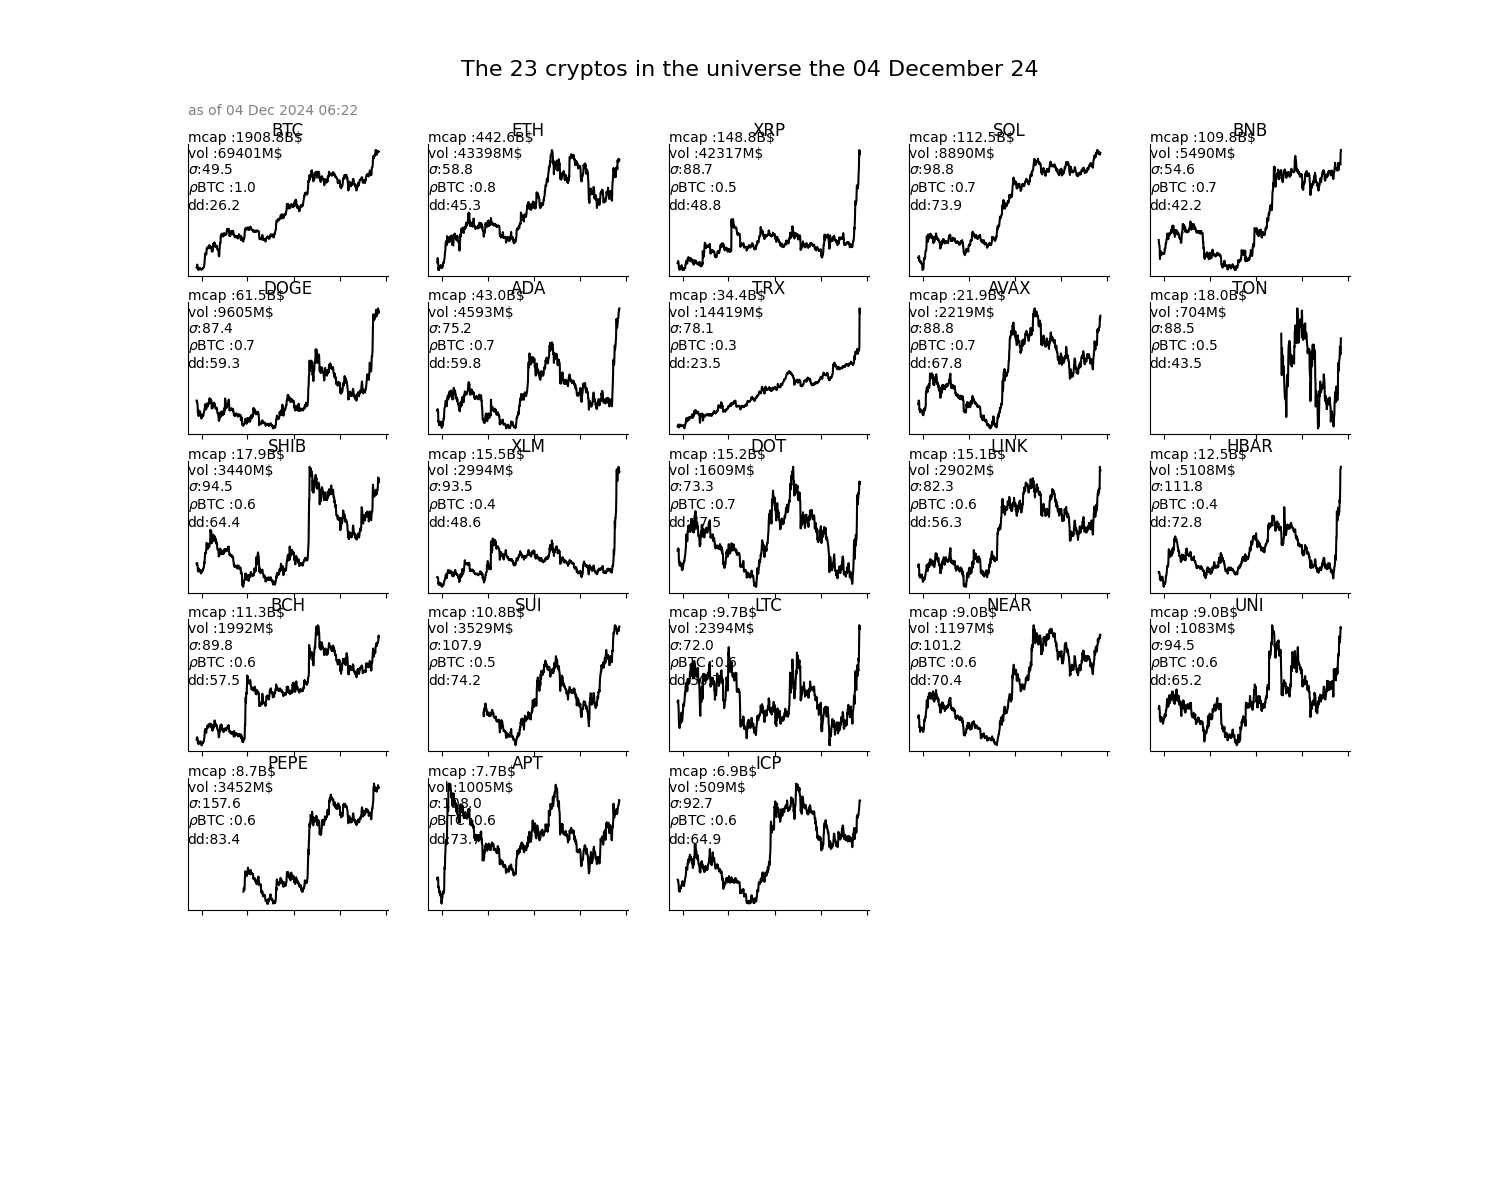 The 23 cryptos in the universe the 04 December 24
as of 04 Dec 2024 06:22
BTC
mcap :1908.8B$
vol :69401M$
σ:49.5
ρBTC :1.0
dd:26.2
ETH
mcap :442.6B$
vol :43398M$
σ:58.8
ρBTC :0.8
dd:45.3
XRP
mcap :148.8B$
vol :42317M$
σ:88.7
ρBTC :0.5
dd:48.8
SOL
mcap :112.5B$
vol :8890M$
σ:98.8
ρBTC :0.7
dd:73.9
BNB
mcap :109.8B$
vol :5490M$
σ:54.6
ρBTC :0.7
dd:42.2
DOGE
mcap :61.5B$
vol :9605M$
σ:87.4
ρBTC :0.7
dd:59.3
ADA
mcap :43.0B$
vol :4593M$
σ:75.2
ρBTC :0.7
dd:59.8
TRX
mcap :34.4B$
vol :14419M$
σ:78.1
ρBTC :0.3
dd:23.5
AVAX
mcap :21.9B$
vol :2219M$
σ:88.8
ρBTC :0.7
dd:67.8
TON
mcap :18.0B$
vol :704M$
σ:88.5
ρBTC :0.5
dd:43.5
SHIB
mcap :17.9B$
vol :3440M$
σ:94.5
ρBTC :0.6
dd:64.4
XLM
mcap :15.5B$
vol :2994M$
σ:93.5
ρBTC :0.4
dd:48.6
DOT
mcap :15.2B$
vol :1609M$
σ:73.3
ρBTC :0.7
LINK
mcap :15.1B$
vol :2902M$
σ:82.3
ρBTC :0.6
dd:56.3
HBAR
mcap :12.5B$
vol :5108M$
σ:111.8
ρBTC :0.4
dd:72.8
BCH
mcap :11.3B$
vol :1992M$
σ:89.8
ρBTC :0.6
dd:57.5
SUI
mcap :10.8B$
vol :3529M$
σ:107.9
ρBTC :0.5
dd:74.2
LTC
mcap :9.7B$
vol :2394M$
σ:72.0
ρBTC :0.6
NEAR
mcap :9.0B$
vol :1197M$
σ:101.2
ρBTC :0.6
dd:70.4
UNI
mcap :9.0B$
vol :1083M$
σ:94.5
ρBTC :0.6
dd:65.2
PEPE
mcap :8.7B$
vol :3452M$
σ:157.6
ρBTC :0.6
dd:83.4
APT
mcap :7.7B$
vol :1005M$
σ:108.0
ρBTC :0.6
ICP
mcap :6.9B$
vol :509M$
σ:92.7
ρBTC :0.6
dd:64.9